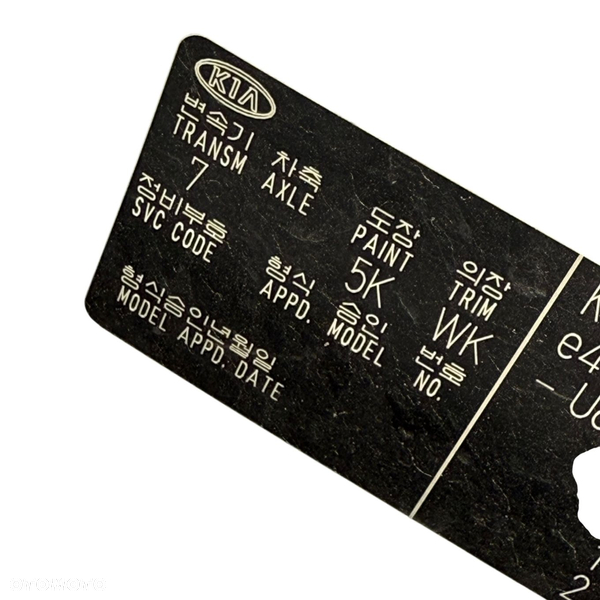 KIA
변속기 차축 도장 의장
TRANSM AXLE PAINT TRIM
7 5K WK
정비부호 형식 승인 번호
SVC CODE APPD. MODEL NO.
형식승인년월일
MODEL APPD. DATE
K
e4
2